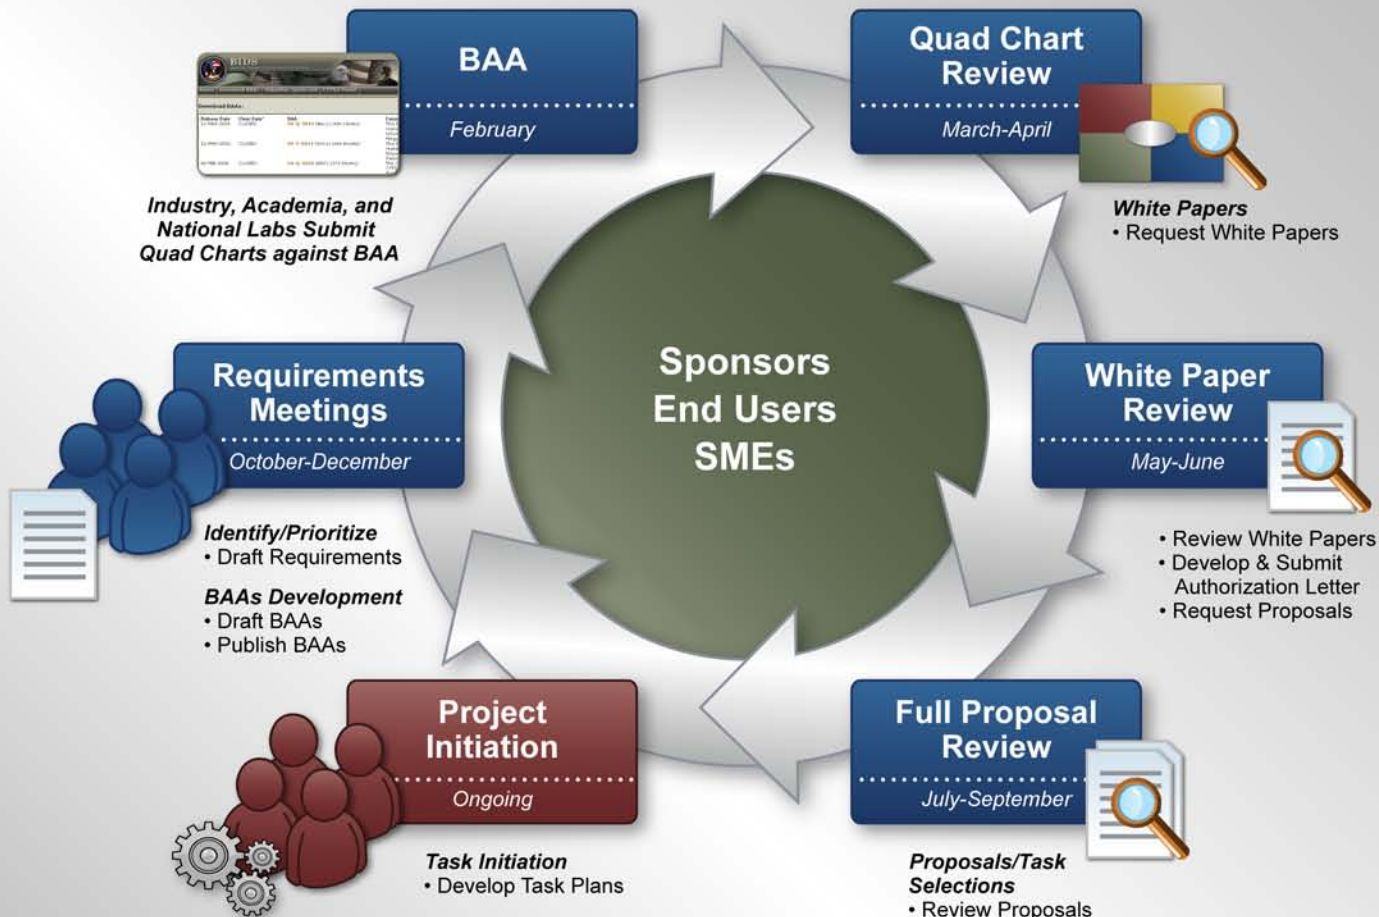 BAA
February
BIDS
Industry, Academia, and
National Labs Submit
Quad Charts against BAA
Quad Chart
Review
March-April
White Papers
• Request White Papers
White Paper
Review
May-June
• Review White Papers
• Develop & Submit
Authorization Letter
• Request Proposals
Full Proposal
Review
July-September
Proposals/Task
Selections
• Review Proposals
Project
Initiation
Ongoing
Task Initiation
• Develop Task Plans
Requirements
Meetings
October-December
Identify/Prioritize
• Draft Requirements
BAAs Development
• Draft BAAs
• Publish BAAs
Sponsors
End Users
SMEs